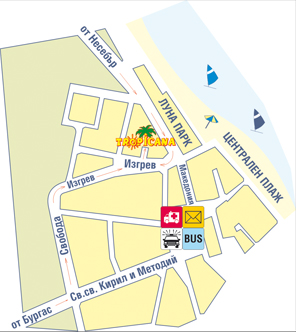 от Несебър
ЛУНА ПАРК
TROPICANA
ЦЕНТРАЛЕН ПЛАЖ
Изгрев
Македония
Изгрев
Свобода
BUS
Св.св. Кирил и Методий
от Бургас